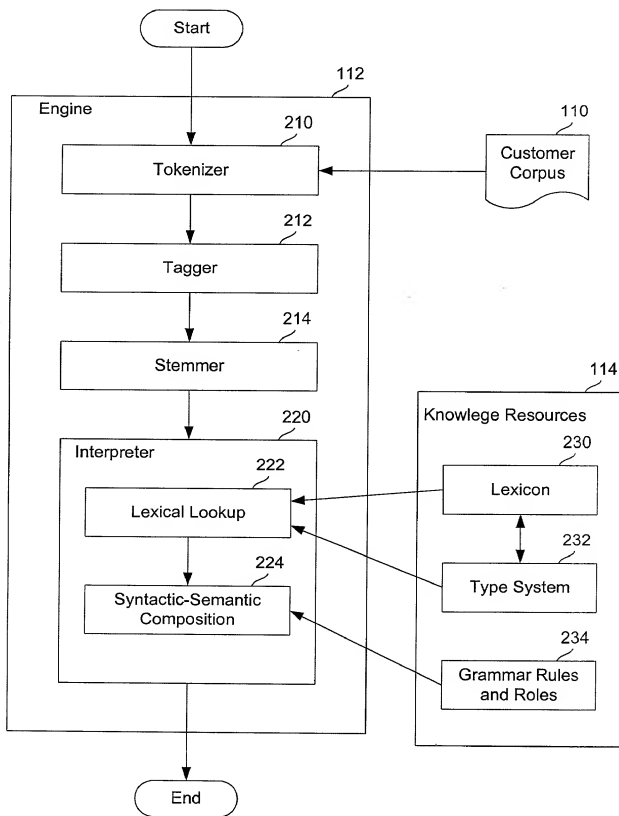 Start
112
Engine
210
110
Tokenizer
Customer
Corpus
212
Tagger
214
Stemmer
114
220
Knowlege Resources
Interpreter
230
222
Lexicon
Lexical Lookup
232
224
Type System
Syntactic-Semantic
Composition
234
Grammar Rules
and Roles
End